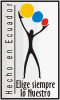 Hecho en Ecuador
Elige siempre
lo Nuestro